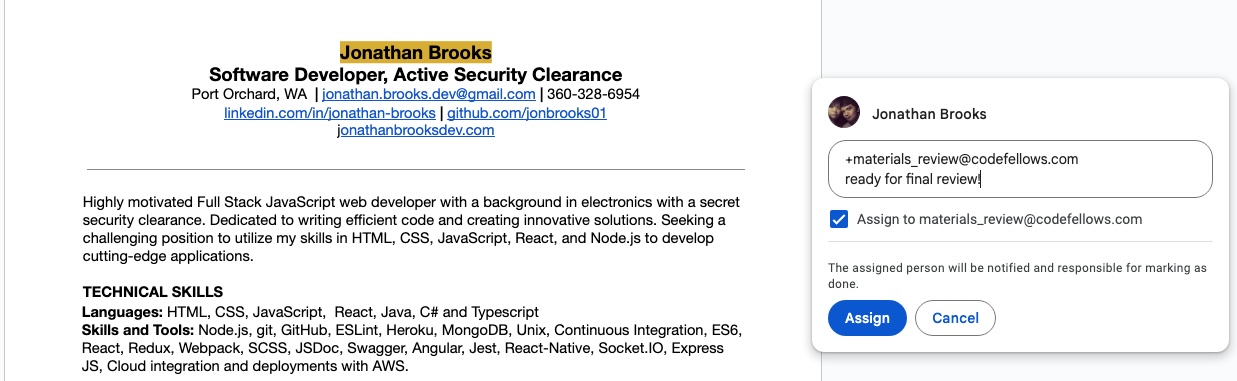 Jonathan Brooks
Software Developer, Active Security Clearance
Port Orchard, WA | jonathan.brooks.dev@gmail.com | 360-328-6954
linkedin.com/in/jonathan-brooks | github.com/jonbrooks01
jonathanbrooksdev.com
Highly motivated Full Stack JavaScript web developer with a background in electronics with a secret
security clearance. Dedicated to writing efficient code and creating innovative solutions. Seeking a
challenging position to utilize my skills in HTML, CSS, JavaScript, React, and Node.js to develop
cutting-edge applications.
TECHNICAL SKILLS
Languages: HTML, CSS, JavaScript,  React, Java, C# and Typescript
Skills and Tools: Node.js, git, GitHub, ESLint, Heroku, MongoDB, Unix, Continuous Integration, ES6,
React, Redux, Webpack, SCSS, JSDoc, Swagger, Angular, Jest, React-Native, Socket.IO, Express
JS, Cloud integration and deployments with AWS.
Jonathan Brooks
+materials_review@codefellows.com
ready for final review!
Assign to materials_review@codefellows.com
The assigned person will be notified and responsible for marking as
done.
Assign
Cancel